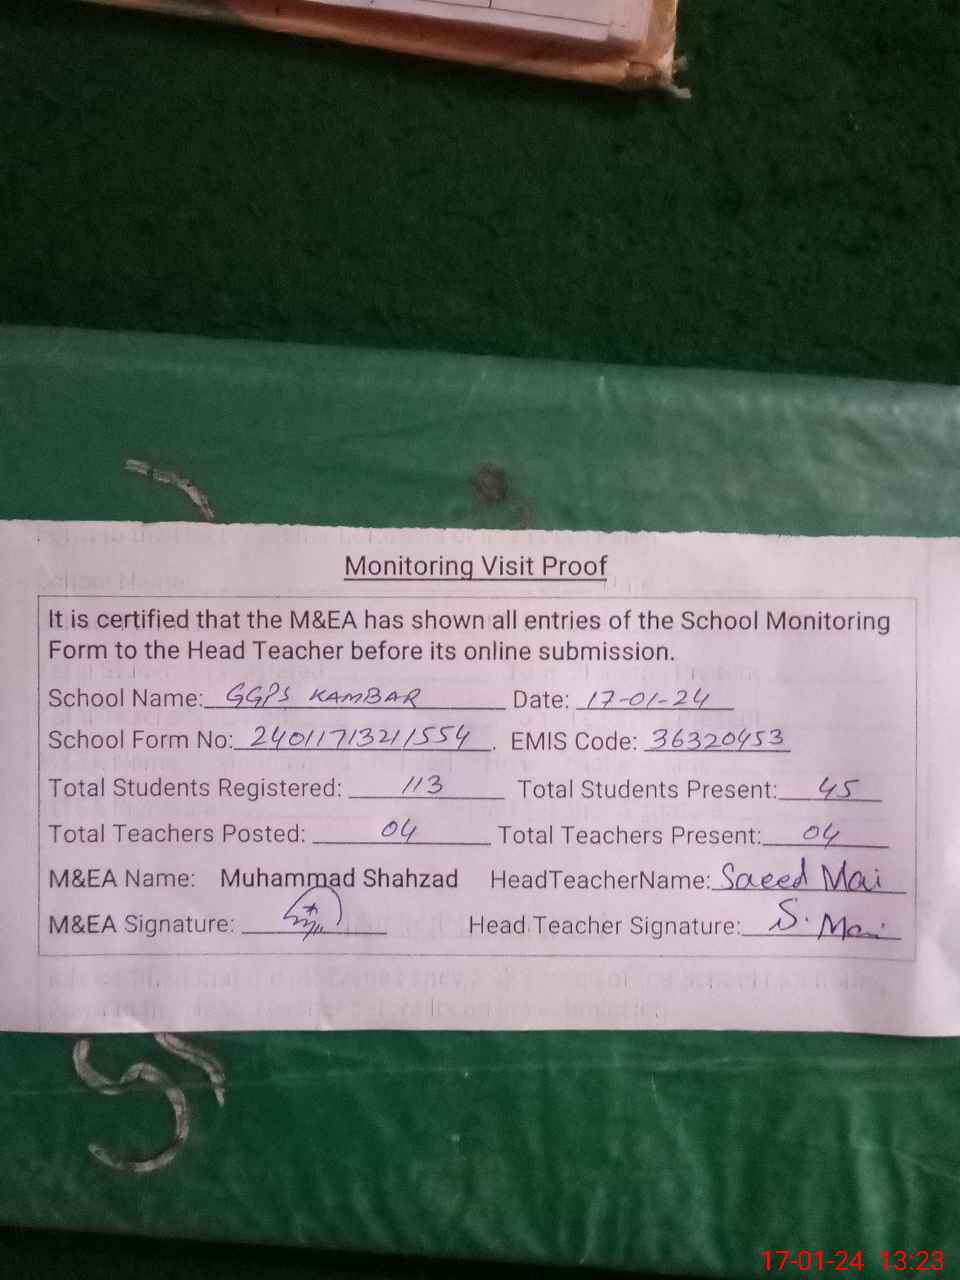 Monitoring Visit Proof
It is certified that the M&EA has shown all entries of the School Monitoring
Form to the Head Teacher before its online submission.
School Name: GGPS KAMBAR Date: 17-01-24
School Form No: 24011713211554. EMIS Code: 36320453
Total Students Registered: 113 Total Students Present: 45
Total Teachers Posted: 04 Total Teachers Present: 04
M&EA Name: Muhammad Shahzad HeadTeacherName: Saeed Mai
M&EA Signature: Head Teacher Signature: S. Mai
17-01-24 13:23